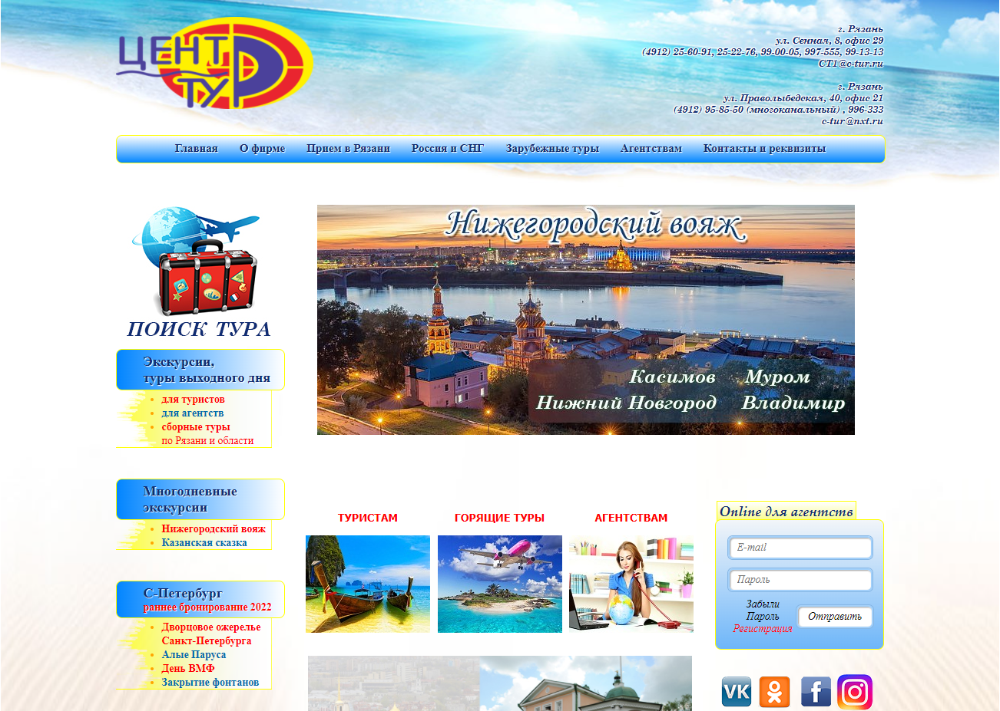 ЦЕНТР
ТУР
г. Рязань
ул. Сенная, 8, офис 29
(4912) 25-60-91, 25-22-76, 99-00-05, 997-555, 99-13-13
CT1@c-tur.ru
г. Рязань
ул. Праволыбедская, 40, офис 21
(4912) 95-85-50 (многоканальный) , 996-333
c-tur@nxt.ru
Главная О фирме Прием в Рязани Россия и СНГ Зарубежные туры Агентствам Контакты и реквизиты
ПОИСК ТУРА
Экскурсии,
туры выходного дня
для туристов
для агентств
сборные туры
по Рязани и области
Многодневные
экскурсии
Нижегородский вояж
Казанская сказка
С-Петербург
раннее бронирование 2022
Дворцовое ожерелье
Санкт-Петербурга
Алые Паруса
День ВМФ
Закрытие фонтанов
Нижегородский вояж
Касимов Муром
Нижний Новгород Владимир
ТУРИСТАМ
ГОРЯЩИЕ ТУРЫ
АГЕНТСТВАМ
Online для агентств
E-mail
Пароль
Забыли
Пароль
Регистрация
Отправить